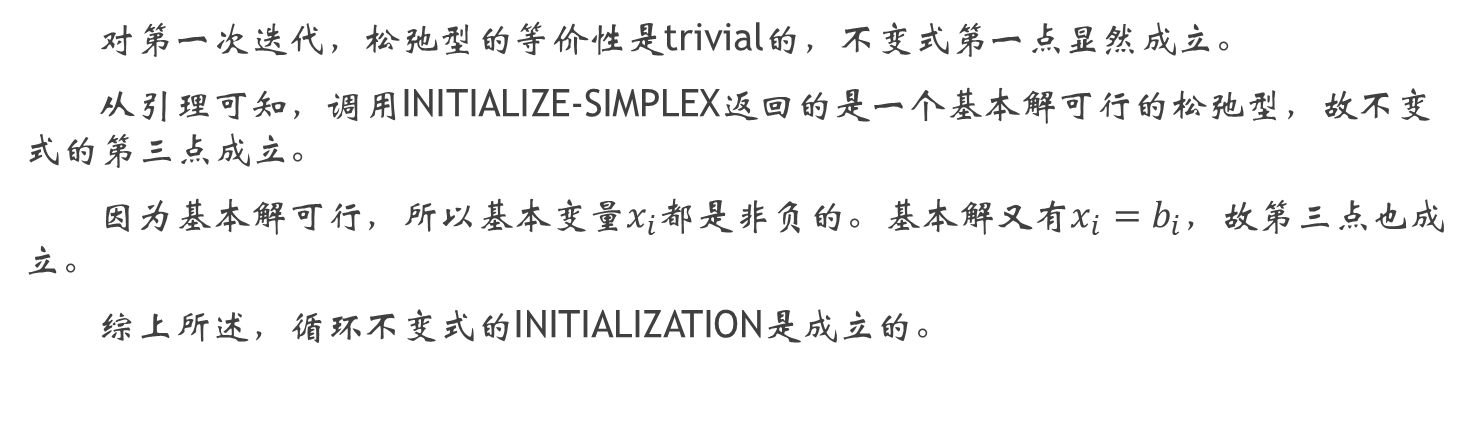 对第一次迭代，松弛型的等价性是trivial的，不变式第一点显然成立。
从引理可知，调用INITIALIZE-SIMPLEX返回的是一个基本解可行的松弛型，故不变
式的第三点成立。
因为基本解可行，所以基本变量xᵢ都是非负的。基本解又有xᵢ = bᵢ，故第三点也成
立。
综上所述，循环不变式的INITIALIZATION是成立的。